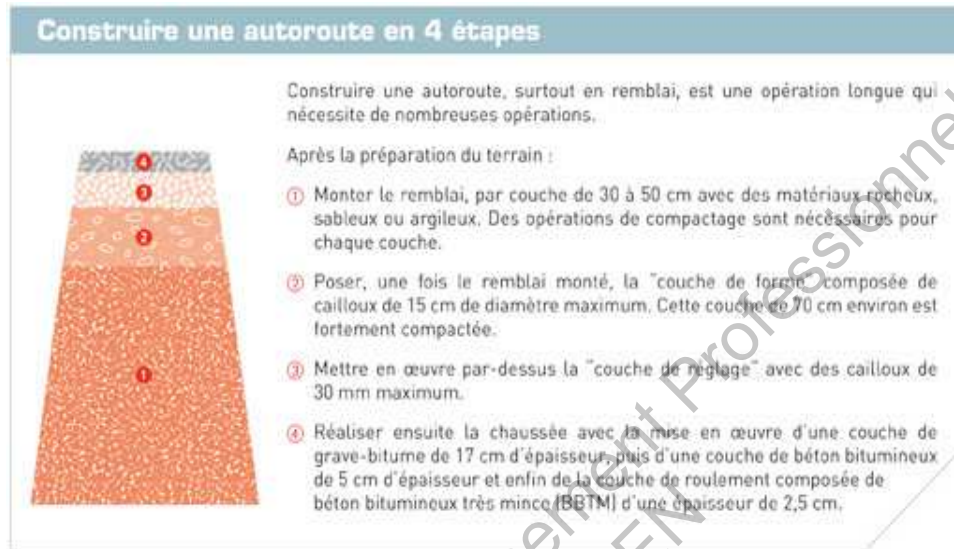 Construire une autoroute en 4 étapes
Construire une autoroute, surtout en remblai, est une opération longue qui
nécessite de nombreuses opérations.
Après la préparation du terrain :
① Monter le remblai, par couche de 30 à 50 cm avec des matériaux rocheux,
sableux ou argileux. Des opérations de compactage sont nécessaires pour
chaque couche.
② Poser, une fois le remblai monté, la "couche de forme" composée de
cailloux de 15 cm de diamètre maximum. Cette couche de 70 cm environ est
fortement compactée.
③ Mettre en œuvre par-dessus la "couche de réglage" avec des cailloux de
30 mm maximum.
④ Réaliser ensuite la chaussée avec la mise en œuvre d'une couche de
grave-bitume de 17 cm d'épaisseur, puis d'une couche de béton bitumineux
de 5 cm d'épaisseur et enfin de la couche de roulement composée de
béton bitumineux très mince (BBTM) d'une épaisseur de 2,5 cm.
4
3
2
1
ement Professionnel
EN